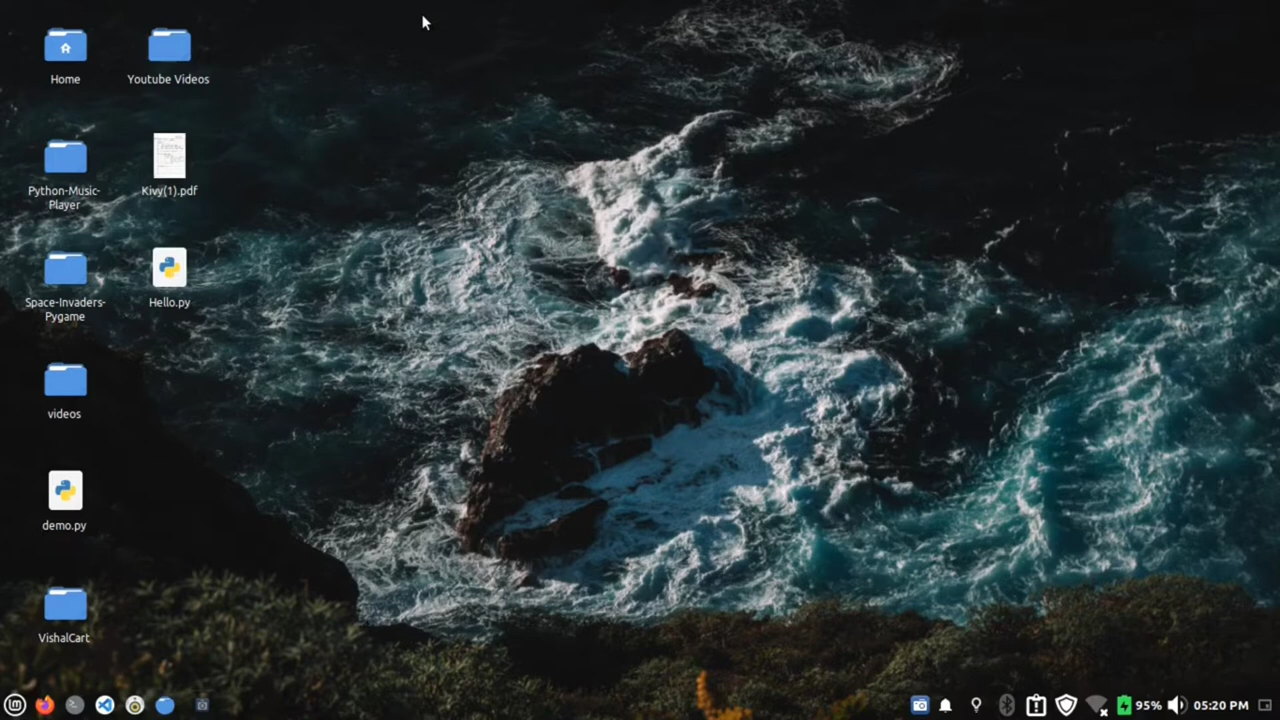 Home
Youtube Videos
Python-Music-
Player
Kivy(1).pdf
Space-Invaders-
Pygame
Hello.py
videos
demo.py
VishalCart
95%
05:20 PM